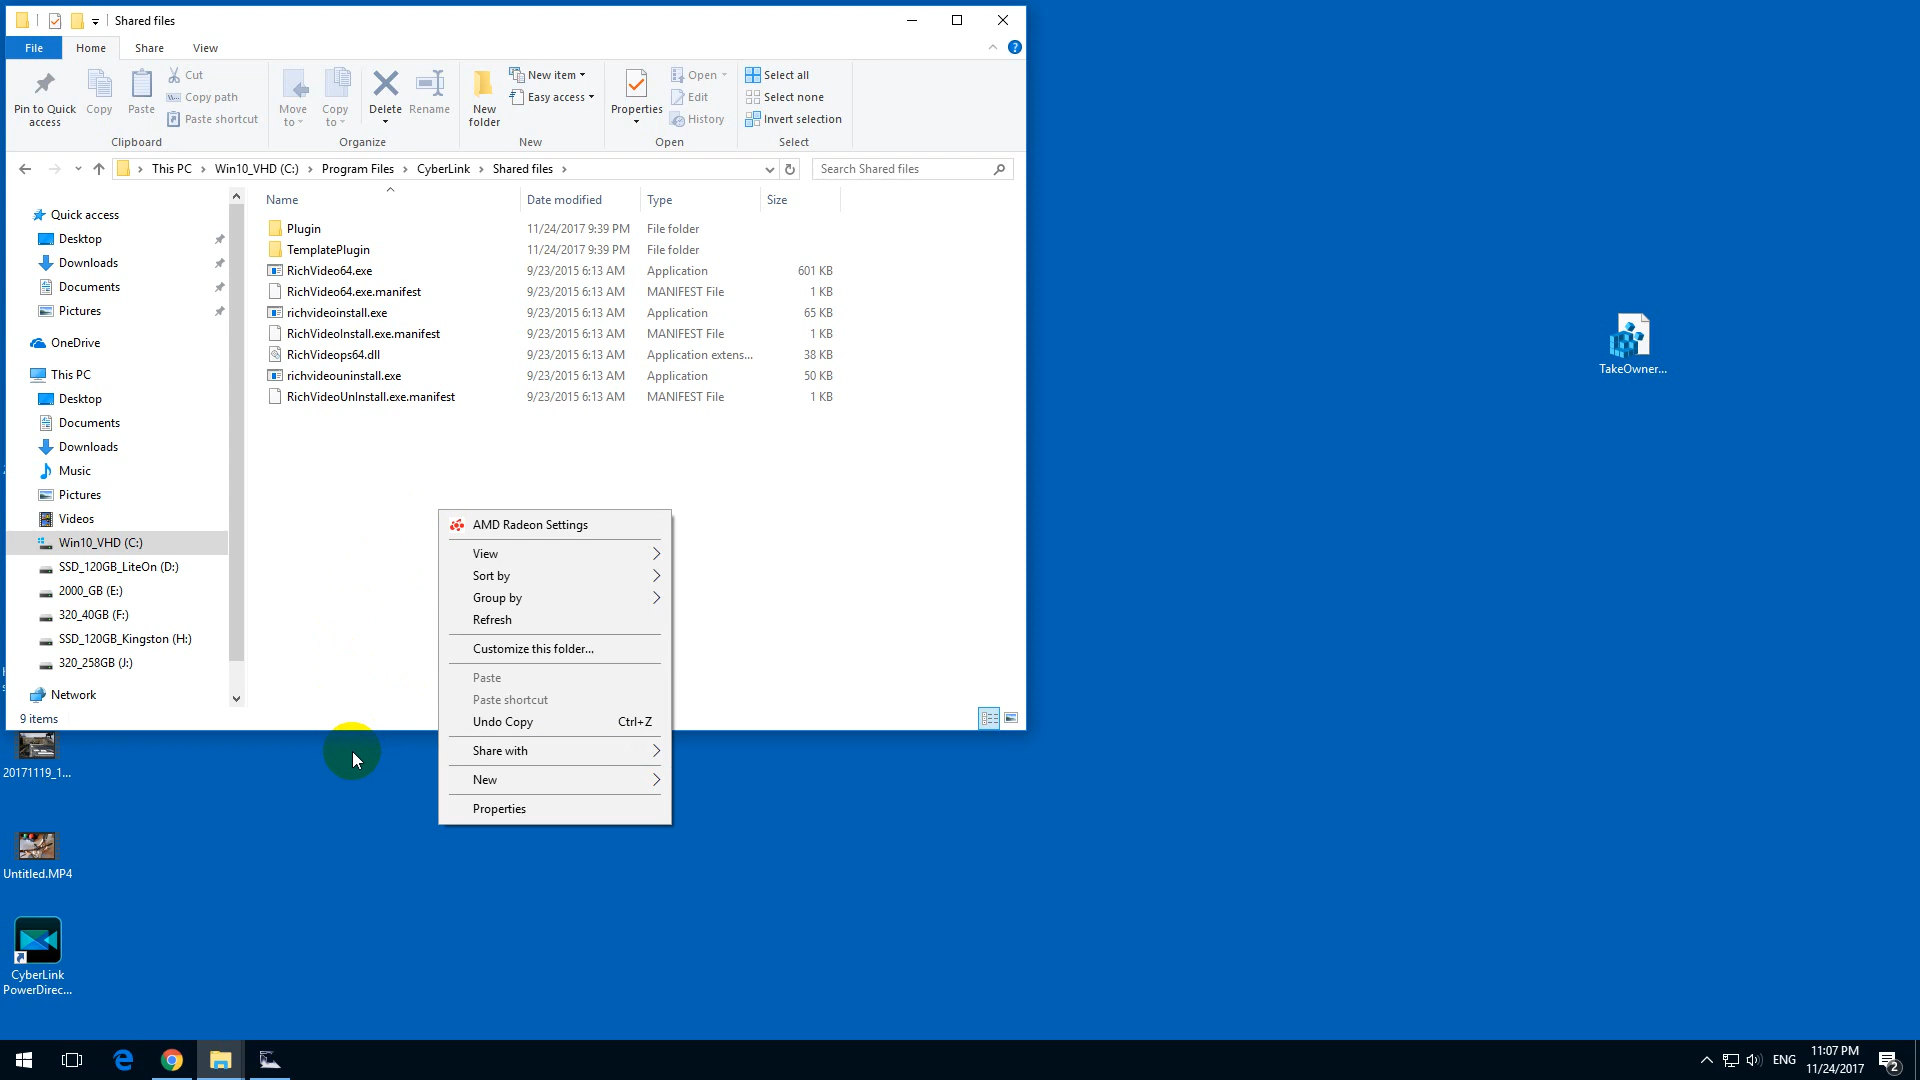 Shared files
File
Home
Share
View
Pin to Quick access
Copy
Paste
Cut
Copy path
Paste shortcut
Clipboard
Move to
Copy to
Delete
Rename
Organize
New folder
New item
Easy access
New
Properties
Open
Edit
History
Open
Select all
Select none
Invert selection
Select
This PC
Win10_VHD (C:)
Program Files
CyberLink
Shared files
Search Shared files
Quick access
Desktop
Downloads
Documents
Pictures
OneDrive
This PC
Desktop
Documents
Downloads
Music
Pictures
Videos
Win10_VHD (C:)
SSD_120GB_LiteOn (D:)
2000_GB (E:)
320_40GB (F:)
SSD_120GB_Kingston (H:)
320_258GB (J:)
Network
Name Date modified Type Size
Plugin 11/24/2017 9:39 PM File folder
TemplatePlugin 11/24/2017 9:39 PM File folder
RichVideo64.exe 9/23/2015 6:13 AM Application 601 KB
RichVideo64.exe.manifest 9/23/2015 6:13 AM MANIFEST File 1 KB
richvideoinstall.exe 9/23/2015 6:13 AM Application 65 KB
RichVideoInstall.exe.manifest 9/23/2015 6:13 AM MANIFEST File 1 KB
RichVideops64.dll 9/23/2015 6:13 AM Application extens... 38 KB
richvideouninstall.exe 9/23/2015 6:13 AM Application 50 KB
RichVideoUnInstall.exe.manifest 9/23/2015 6:13 AM MANIFEST File 1 KB
AMD Radeon Settings
View
Sort by
Group by
Refresh
Customize this folder...
Paste
Paste shortcut
Undo Copy Ctrl+Z
Share with
New
Properties
9 items
TakeOwner...
20171119_1...
Untitled.MP4
CyberLink
PowerDirec...
ENG
11:07 PM
11/24/2017
2